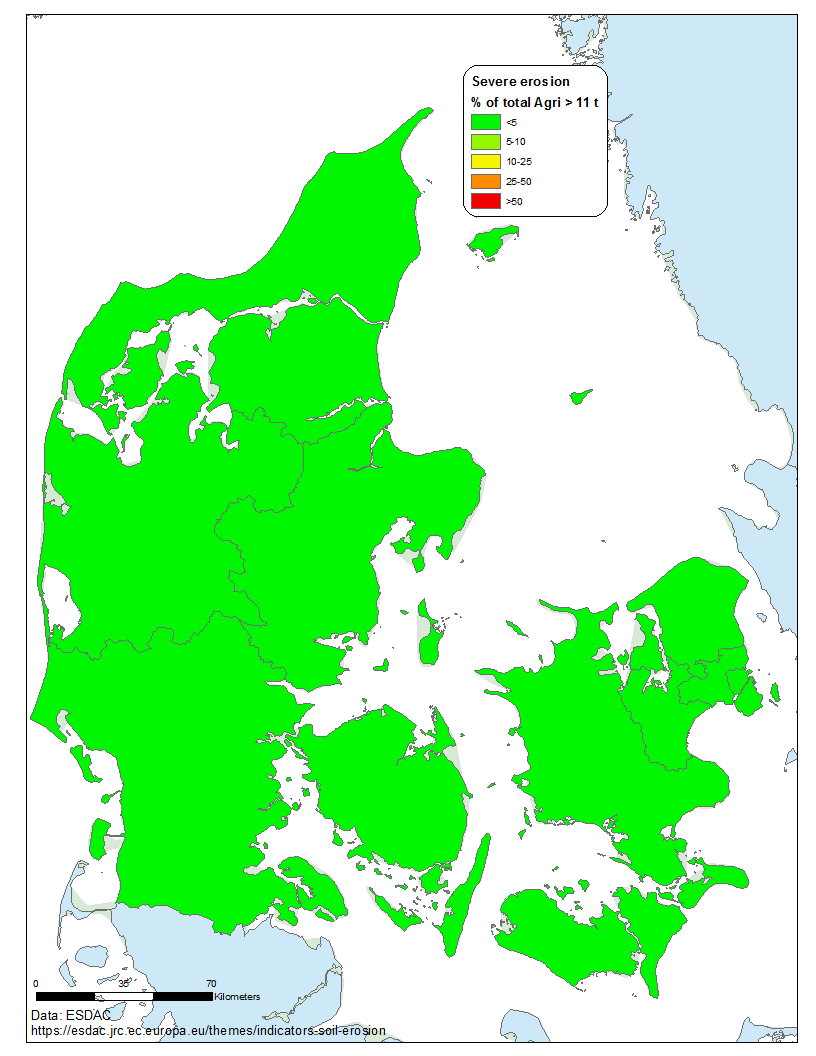 Severe erosion
% of total Agri > 11 t
<5
5-10
10-25
25-50
>50
0 35 70
Kilometers
Data: ESDAC
https://esdac.jrc.ec.europa.eu/themes/indicators-soil-erosion